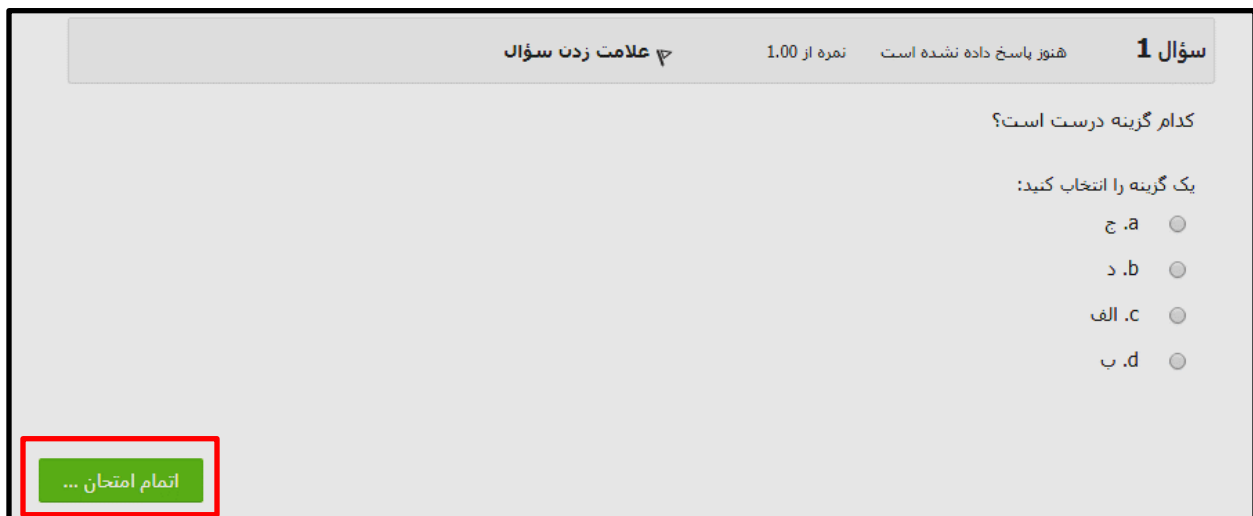 سؤال 1 هنوز پاسخ داده نشده است نمره از 1.00 علامت زدن سؤال
کدام گزینه درست است؟
یک گزینه را انتخاب کنید:
a. ج
b. د
c. الف
d. ب
اتمام امتحان ...